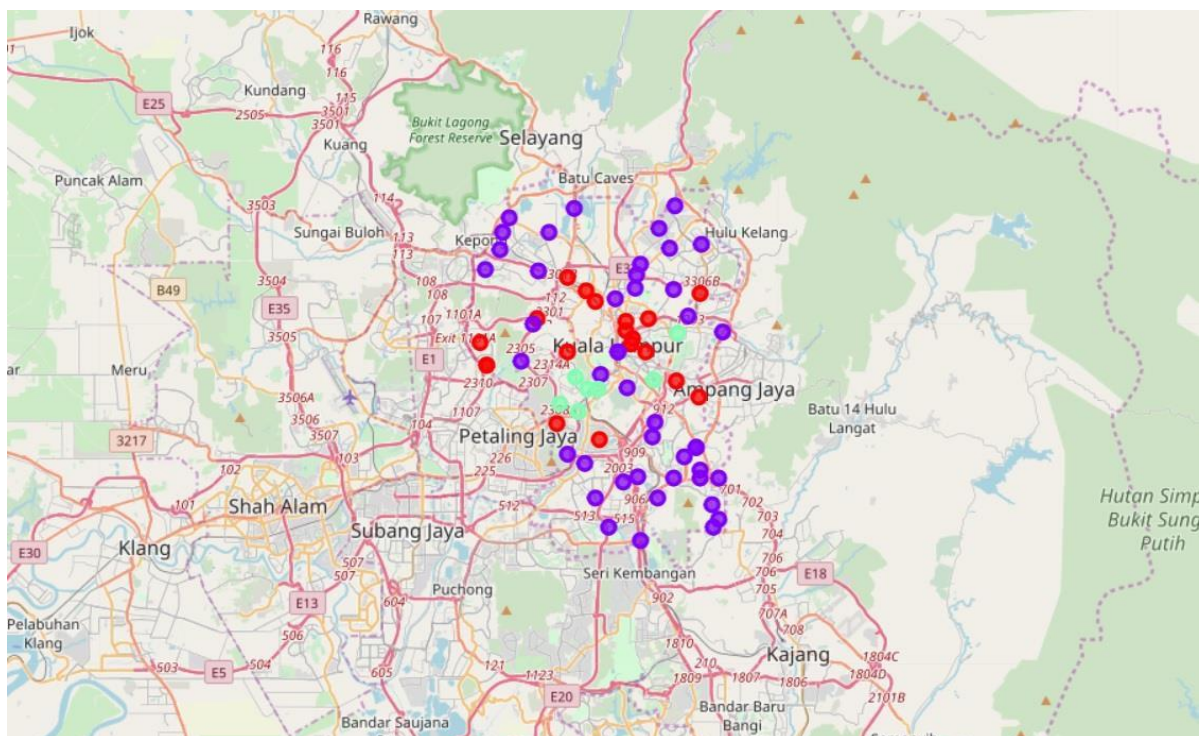 Rawang
Ijok
116
116
E25
Kundang
115
3501
3501
2505
Kuang
Bukit Lagong
Forest Reserve
Selayang
Puncak Alam
Batu Caves
114
3503
Sungai Buloh
113
113
Kepong
Hulu Kelang
108
3504
B49
108
112
3306B
E35
107
1101A
3505
2305
Kuala Lumpur
E1
2314A
Meru
2310
2307
3506A
1107
Ampang Jaya
912
3506
104
Batu 14 Hulu
Langat
3217
3507
Petaling Jaya
102
103
226
909
225
2003
101
Shah Alam
701
702
512
906
Hutan Simp
Bukit Sung
Putih
513
515
703
Subang Jaya
704
E30
Klang
507
706
507
Seri Kembangan
E18
Puchong
706
604
902
705
E13
707A
506
708
Pelabuhan
Klang
1810
Kajang
1804C
503
504
605
121
210
1804D
E5
1123
1809
1807
1806
2101B
E20
Bandar Baru
Bangi
Bandar Saujana